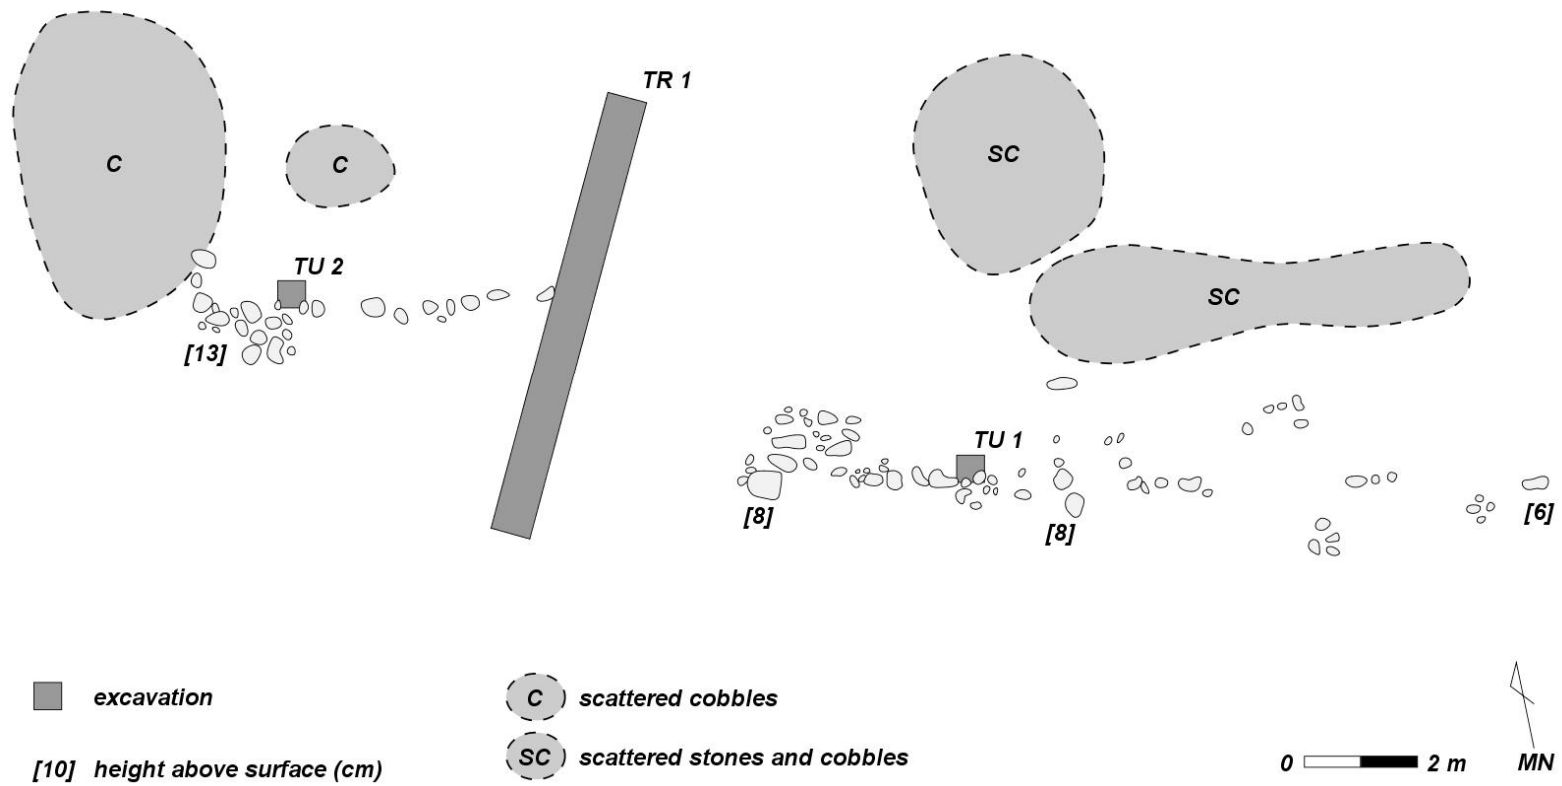 TR 1
C
C
SC
TU 2
SC
[13]
TU 1
[8]
[8]
[6]
excavation
C scattered cobbles
[10] height above surface (cm)
SC scattered stones and cobbles
0 2 m
MN